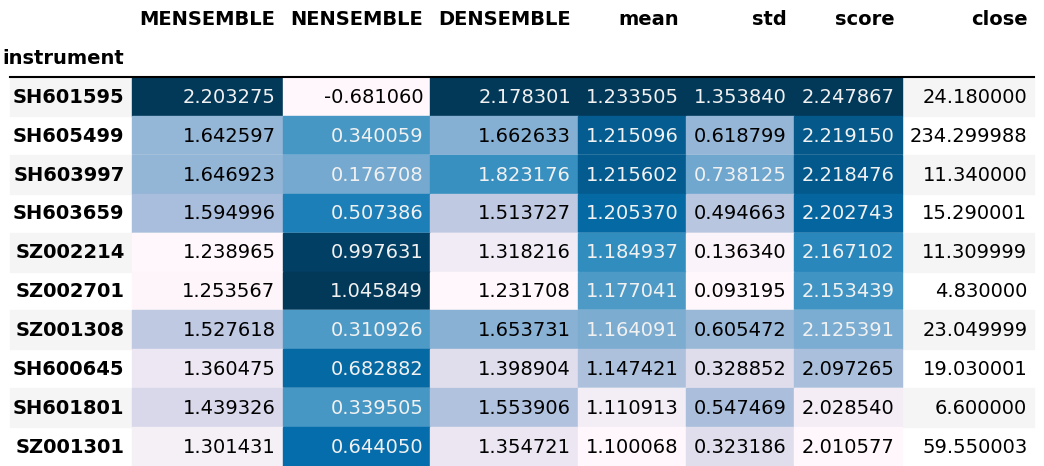 MENSEMBLE NENSEMBLE DENSEMBLE mean std score close
instrument
SH601595 2.203275 -0.681060 2.178301 1.233505 1.353840 2.247867 24.180000
SH605499 1.642597 0.340059 1.662633 1.215096 0.618799 2.219150 234.299988
SH603997 1.646923 0.176708 1.823176 1.215602 0.738125 2.218476 11.340000
SH603659 1.594996 0.507386 1.513727 1.205370 0.494663 2.202743 15.290001
SZ002214 1.238965 0.997631 1.318216 1.184937 0.136340 2.167102 11.309999
SZ002701 1.253567 1.045849 1.231708 1.177041 0.093195 2.153439 4.830000
SZ001308 1.527618 0.310926 1.653731 1.164091 0.605472 2.125391 23.049999
SH600645 1.360475 0.682882 1.398904 1.147421 0.328852 2.097265 19.030001
SH601801 1.439326 0.339505 1.553906 1.110913 0.547469 2.028540 6.600000
SZ001301 1.301431 0.644050 1.354721 1.100068 0.323186 2.010577 59.550003